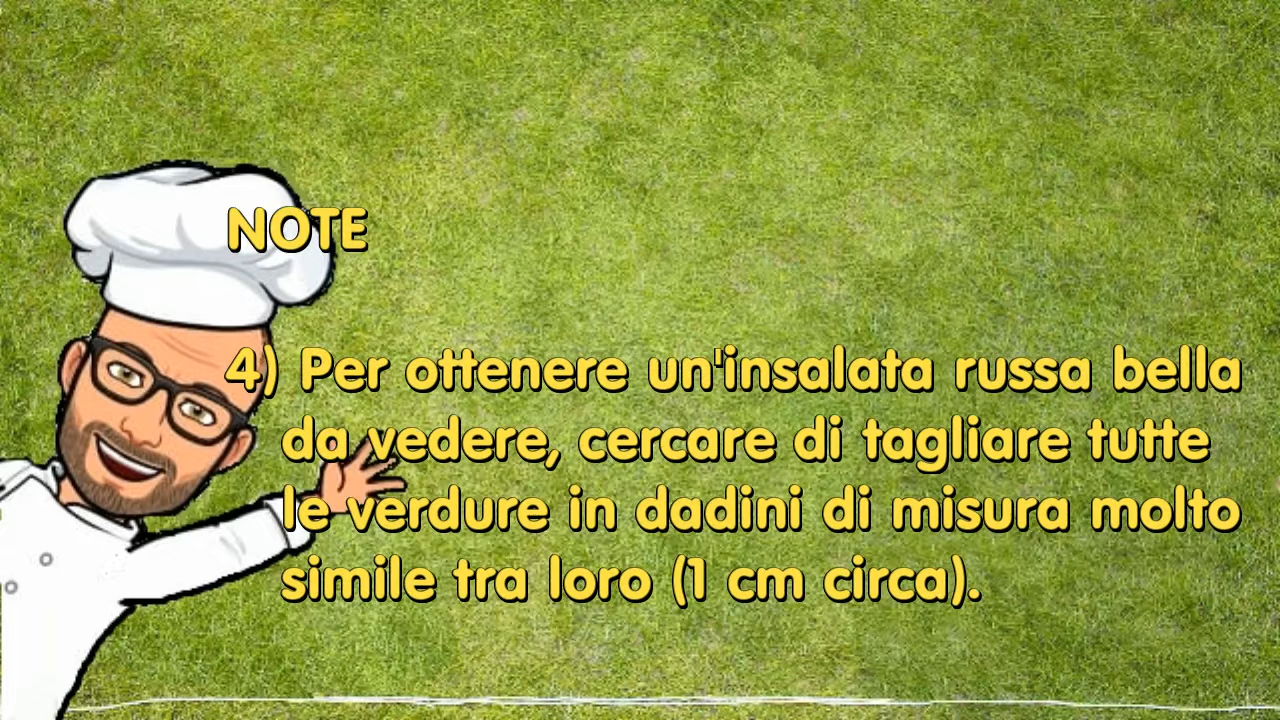 NOTE
4) Per ottenere un'insalata russa bella
da vedere, cercare di tagliare tutte
le verdure in dadini di misura molto
simile tra loro (1 cm circa).